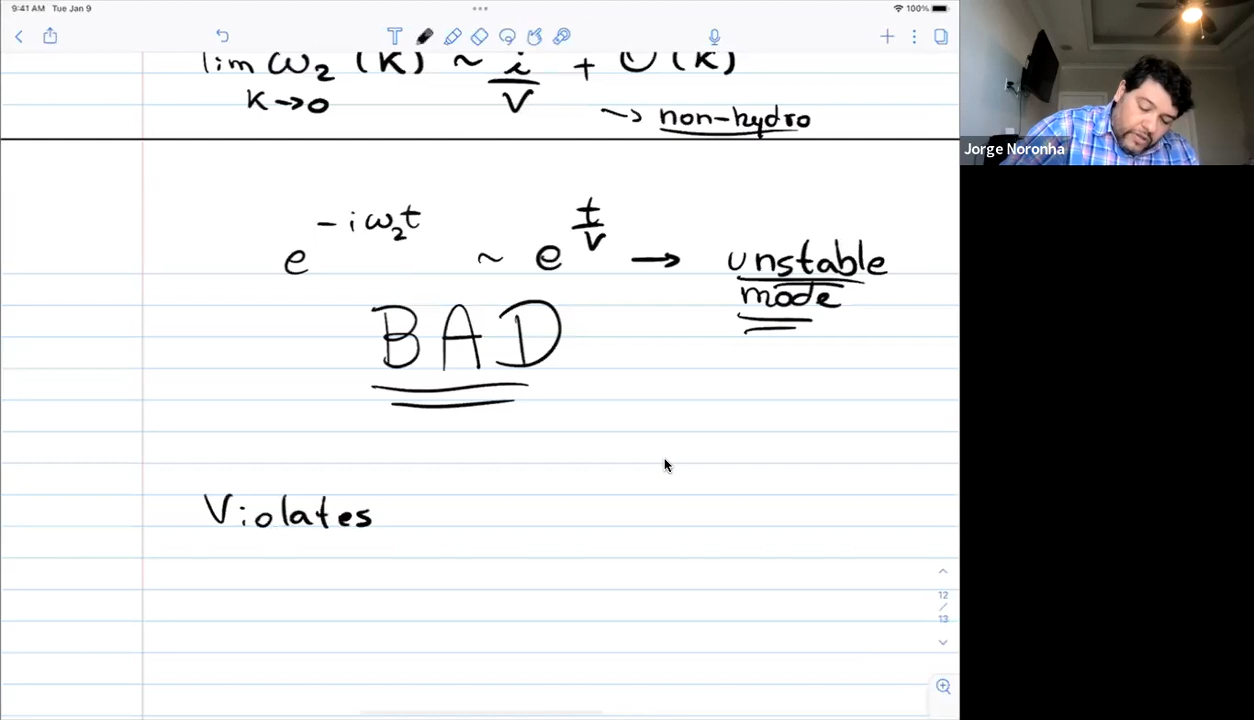 9:41 AM Tue Jan 9
100%
lim ω₂ (k) ~ i/v + O(k)
k→0
→ non-hydro
Jorge Noronha
e^{-iω₂t} ~ e^{t/v} → unstable
mode
BAD
Violates
12
/
13